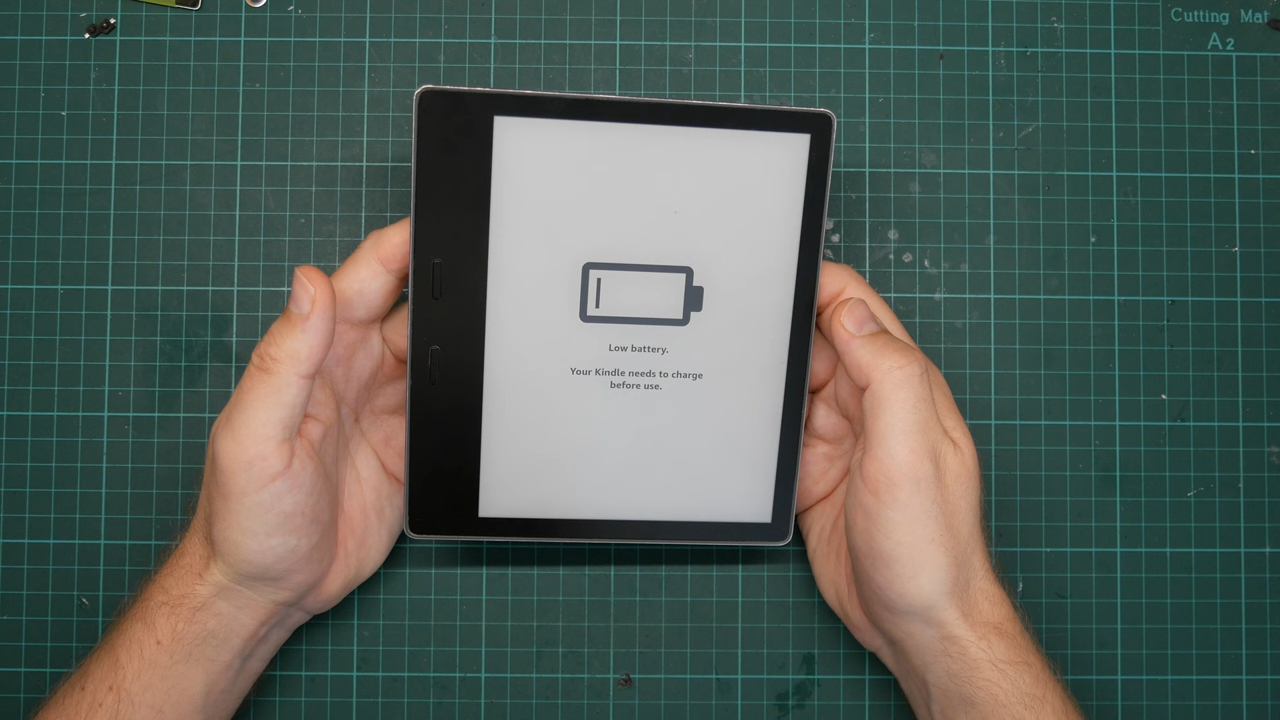 Cutting Mat
A2
Low battery.
Your Kindle needs to charge
before use.